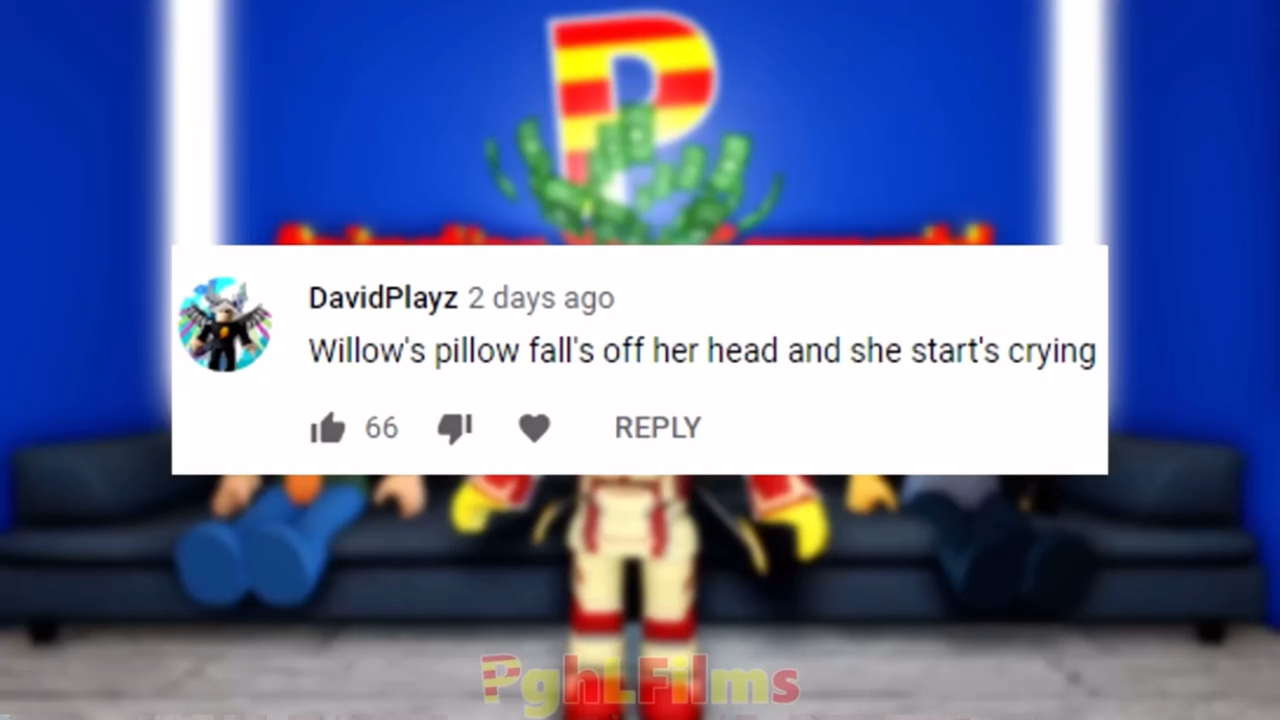 P
DavidPlayz 2 days ago
Willow's pillow fall's off her head and she start's crying
66
REPLY
PghLFilms